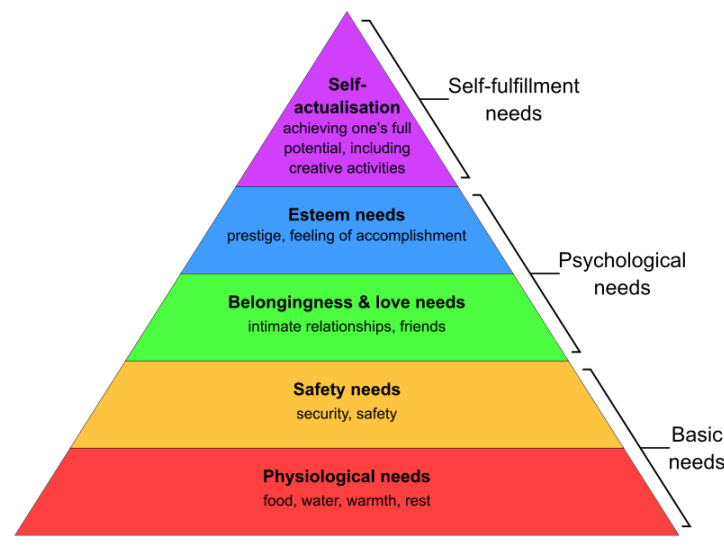 Self-
actualisation
achieving one's full
potential, including
creative activities
Self-fulfillment
needs
Esteem needs
prestige, feeling of accomplishment
Belongingness & love needs
intimate relationships, friends
Psychological
needs
Safety needs
security, safety
Physiological needs
food, water, warmth, rest
Basic
needs